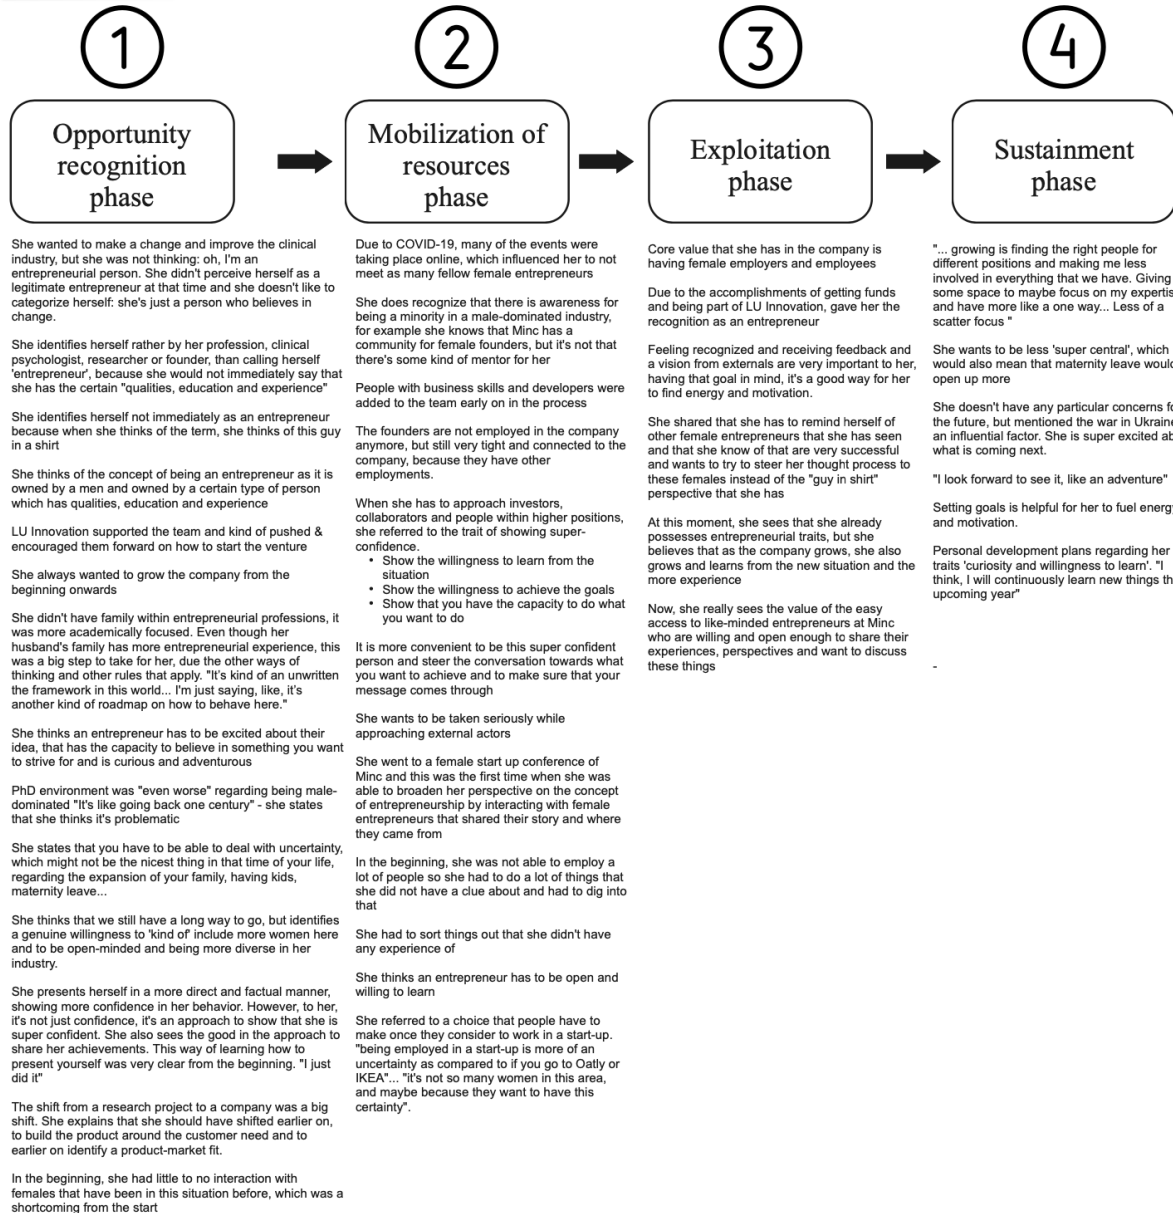 1
2
3
4
Opportunity
recognition
phase
Mobilization of
resources
phase
Exploitation
phase
Sustainment
phase
She wanted to make a change and improve the clinical
industry, but she was not thinking: oh, I'm an
entrepreneurial person. She didn't perceive herself as a
legitimate entrepreneur at that time and she doesn't like to
categorize herself: she's just a person who believes in
change.
She identifies herself rather by her profession, clinical
psychologist, researcher or founder, than calling herself
'entrepreneur', because she would not immediately say that
she has the certain "qualities, education and experience"
She identifies herself not immediately as an entrepreneur
because when she thinks of the term, she thinks of this guy
in a shirt
She thinks of the concept of being an entrepreneur as it is
owned by a men and owned by a certain type of person
which has qualities, education and experience
LU Innovation supported the team and kind of pushed &
encouraged them forward on how to start the venture
She always wanted to grow the company from the
beginning onwards
She didn't have family within entrepreneurial professions, it
was more academically focused. Even though her
husband's family has more entrepreneurial experience, this
was a big step to take for her, due the other ways of
thinking and other rules that apply. "It's kind of an unwritten
the framework in this world... I'm just saying, like, it's
another kind of roadmap on how to behave here."
She thinks an entrepreneur has to be excited about their
idea, that has the capacity to believe in something you want
to strive for and is curious and adventurous
PhD environment was "even worse" regarding being male-
dominated "It's like going back one century" - she states
that she thinks it's problematic
She states that you have to be able to deal with uncertainty,
which might not be the nicest thing in that time of your life,
regarding the expansion of your family, having kids,
maternity leave...
She thinks that we still have a long way to go, but identifies
a genuine willingness to 'kind of' include more women here
and to be open-minded and being more diverse in her
industry.
She presents herself in a more direct and factual manner,
showing more confidence in her behavior. However, to her,
it's not just confidence, it's an approach to show that she is
super confident. She also sees the good in the approach to
share her achievements. This way of learning how to
present yourself was very clear from the beginning. "I just
did it"
The shift from a research project to a company was a big
shift. She explains that she should have shifted earlier on,
to build the product around the customer need and to
earlier on identify a product-market fit.
In the beginning, she had little to no interaction with
females that have been in this situation before, which was a
shortcoming from the start
Due to COVID-19, many of the events were
taking place online, which influenced her to not
meet as many fellow female entrepreneurs
She does recognize that there is awareness for
being a minority in a male-dominated industry,
for example she knows that Minc has a
community for female founders, but it's not that
there's some kind of mentor for her
People with business skills and developers were
added to the team early on in the process
The founders are not employed in the company
anymore, but still very tight and connected to the
company, because they have other
employments.
When she has to approach investors,
collaborators and people within higher positions,
she referred to the trait of showing super-
confidence.
• Show the willingness to learn from the
situation
• Show the willingness to achieve the goals
• Show that you have the capacity to do what
you want to do
It is more convenient to be this super confident
person and steer the conversation towards what
you want to achieve and to make sure that your
message comes through
She wants to be taken seriously while
approaching external actors
She went to a female start up conference of
Minc and this was the first time when she was
able to broaden her perspective on the concept
of entrepreneurship by interacting with female
entrepreneurs that shared their story and where
they came from
In the beginning, she was not able to employ a
lot of people so she had to do a lot of things that
she did not have a clue about and had to dig into
that
She had to sort things out that she didn't have
any experience of
She thinks an entrepreneur has to be open and
willing to learn
She referred to a choice that people have to
make once they consider to work in a start-up.
"being employed in a start-up is more of an
uncertainty as compared to if you go to Oatly or
IKEA"... "it's not so many women in this area,
and maybe because they want to have this
certainty".
Core value that she has in the company is
having female employers and employees
Due to the accomplishments of getting funds
and being part of LU Innovation, gave her the
recognition as an entrepreneur
Feeling recognized and receiving feedback and
a vision from externals are very important to her,
having that goal in mind, it's a good way for her
to find energy and motivation.
She shared that she has to remind herself of
other female entrepreneurs that she has seen
and that she know of that are very successful
and wants to try to steer her thought process to
these females instead of the "guy in shirt"
perspective that she has
At this moment, she sees that she already
possesses entrepreneurial traits, but she
believes that as the company grows, she also
grows and learns from the new situation and the
more experience
Now, she really sees the value of the easy
access to like-minded entrepreneurs at Minc
who are willing and open enough to share their
experiences, perspectives and want to discuss
these things
"... growing is finding the right people for
different positions and making me less
involved in everything that we have. Giving
some space to maybe focus on my
and have more like a one way... Less of a
scatter focus "
She wants to be less 'super central', which
would also mean that maternity leave
open up more
She doesn't have any particular concerns
the future, but mentioned the war in Ukraine
an influential factor. She is super excited
what is coming next.
"I look forward to see it, like an adventure"
Setting goals is helpful for her to fuel
and motivation.
Personal development plans regarding her
traits 'curiosity and willingness to learn'. "I
think, I will continuously learn new things
upcoming year"
-